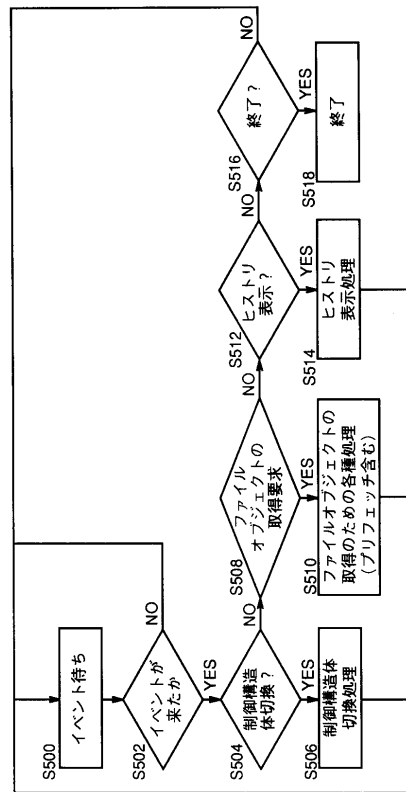 S500
イベント待ち
S502
イベントが
来たか
NO
YES
S504
制御構造
体切換?
NO
YES
S506
制御構造体
切換処理
S508
ファイル
オブジェクトの
取得要求
NO
YES
S510
ファイルオブジェクトの
取得のための各種処理
(プリフェッチ含む)
S512
ヒストリ
表示?
NO
YES
S514
ヒストリ
表示処理
S516
終了?
NO
YES
S518
終了